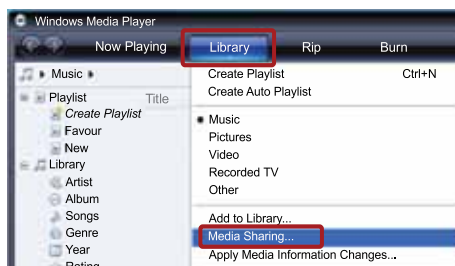 Windows Media Player
Now Playing
Library
Rip
Burn
Music
Playlist
Title
Create Playlist
Favour
New
Library
Artist
Album
Songs
Genre
Year
Rating
Create Playlist Ctrl+N
Create Auto Playlist
Music
Pictures
Video
Recorded TV
Other
Add to Library...
Media Sharing...
Apply Media Information Changes...